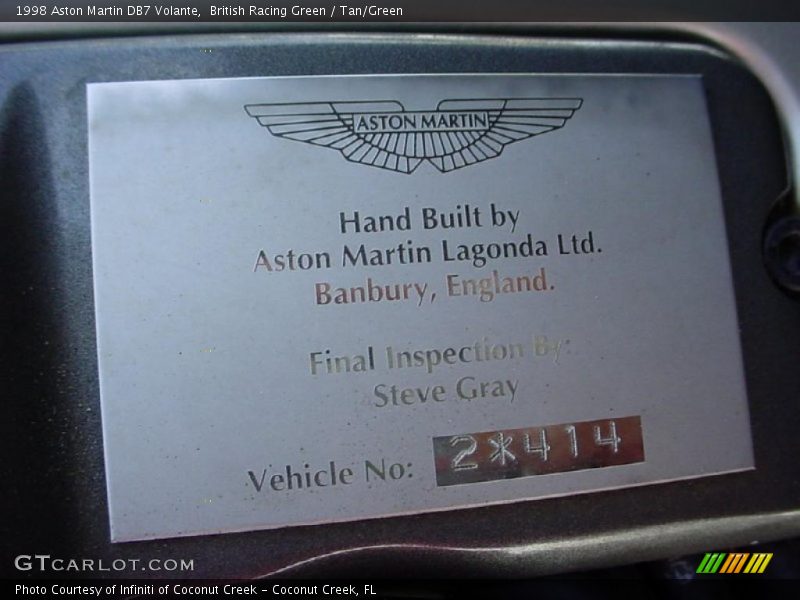 1998 Aston Martin DB7 Volante, British Racing Green / Tan/Green
ASTON MARTIN
Hand Built by
Aston Martin Lagonda Ltd.
Banbury, England.
Final Inspection By:
Steve Gray
Vehicle No: 2*414
GTCARLOT.COM
Photo Courtesy of Infiniti of Coconut Creek – Coconut Creek, FL